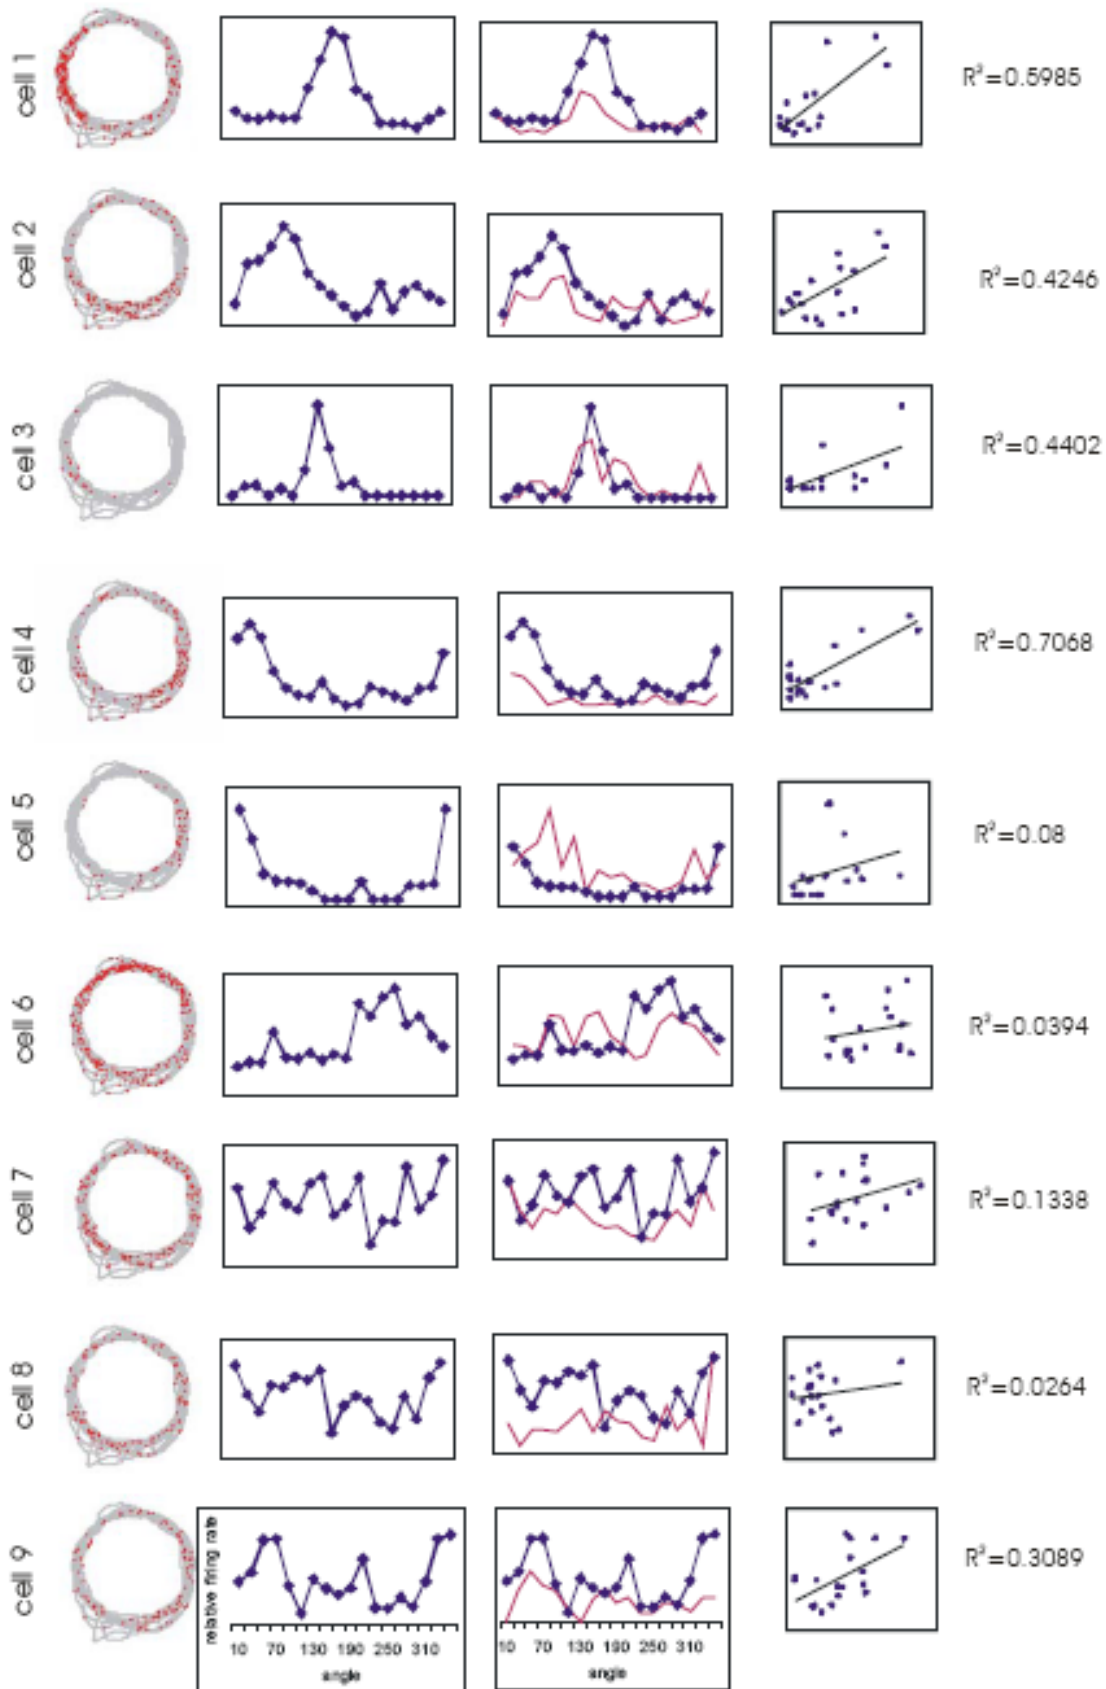 cell 1
R²=0.5985
cell 2
R²=0.4246
cell 3
R²=0.4402
cell 4
R²=0.7068
cell 5
R²=0.08
cell 6
R²=0.0394
cell 7
R²=0.1338
cell 8
R²=0.0264
cell 9
relative firing rate
R²=0.3089
10 70 130 190 250 310
10 70 130 190 250 310
angle
angle